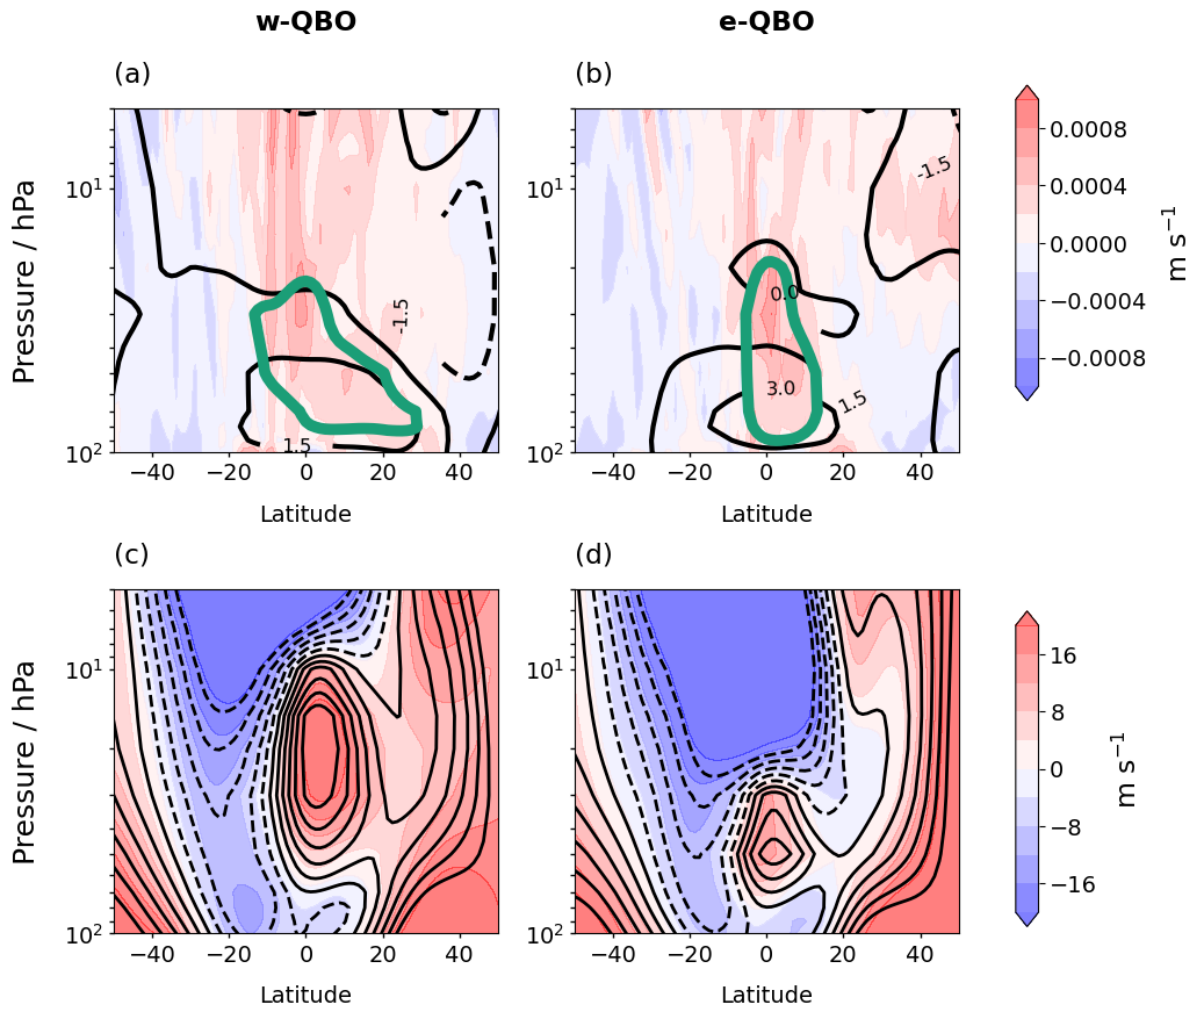 w-QBO
e-QBO
(a)
(b)
Pressure / hPa
10¹
10²
-1.5
1.5
−40 −20 0 20 40
Latitude
-1.5
0.0
3.0
1.5
10¹
10²
−40 −20 0 20 40
Latitude
0.0008
0.0004
0.0000
−0.0004
−0.0008
m s⁻¹
(c)
(d)
Pressure / hPa
10¹
10²
−40 −20 0 20 40
Latitude
10¹
10²
−40 −20 0 20 40
Latitude
16
8
0
−8
−16
m s⁻¹